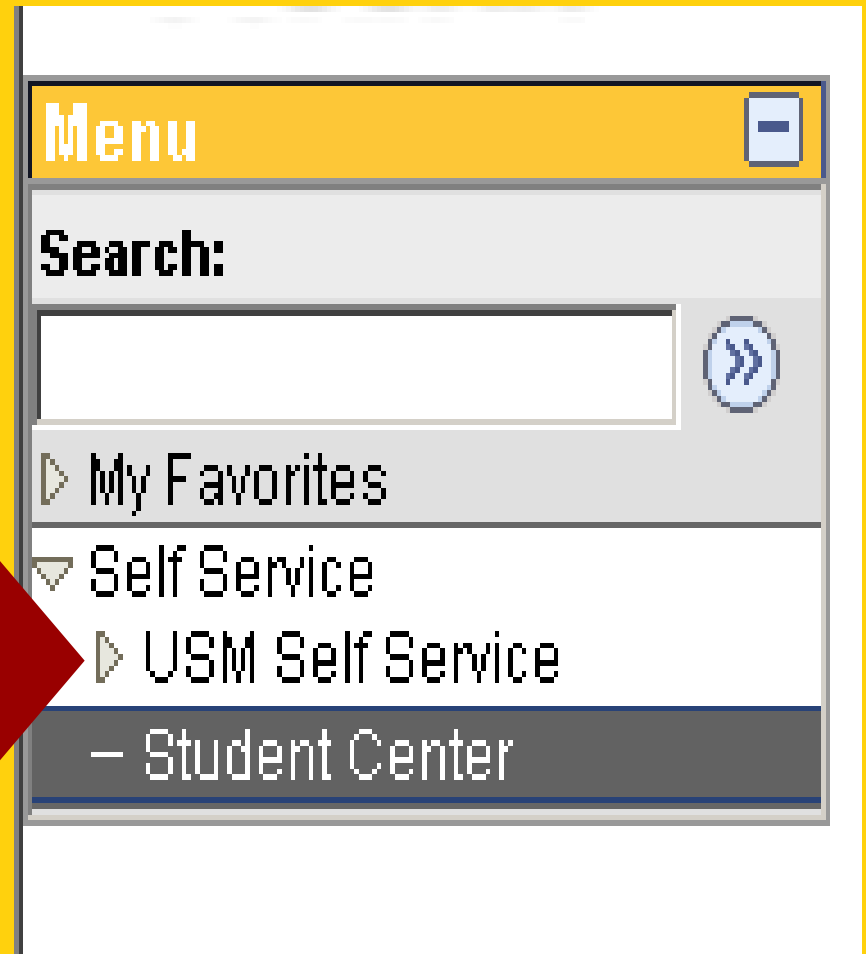 Menu
Search:
My Favorites
Self Service
USM Self Service
– Student Center